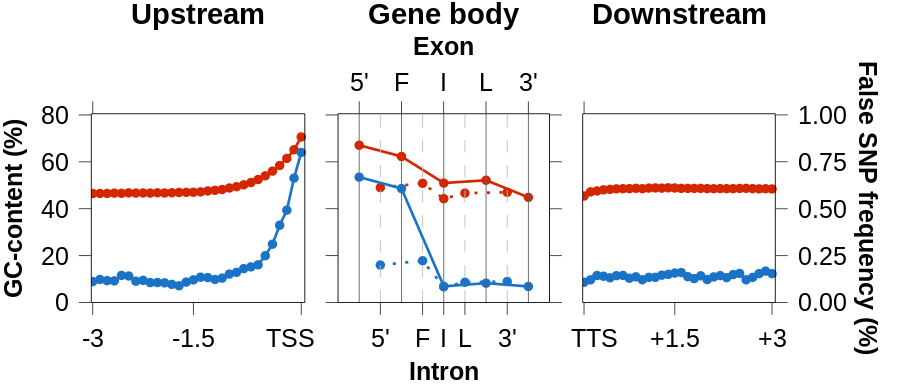 Upstream Gene body Downstream
Exon
5' F I L 3'
GC-content (%)
80
60
40
20
0
1.00
0.75
0.50
0.25
0.00
False SNP frequency (%)
-3 -1.5 TSS
5' F I L 3'
TTS +1.5 +3
Intron